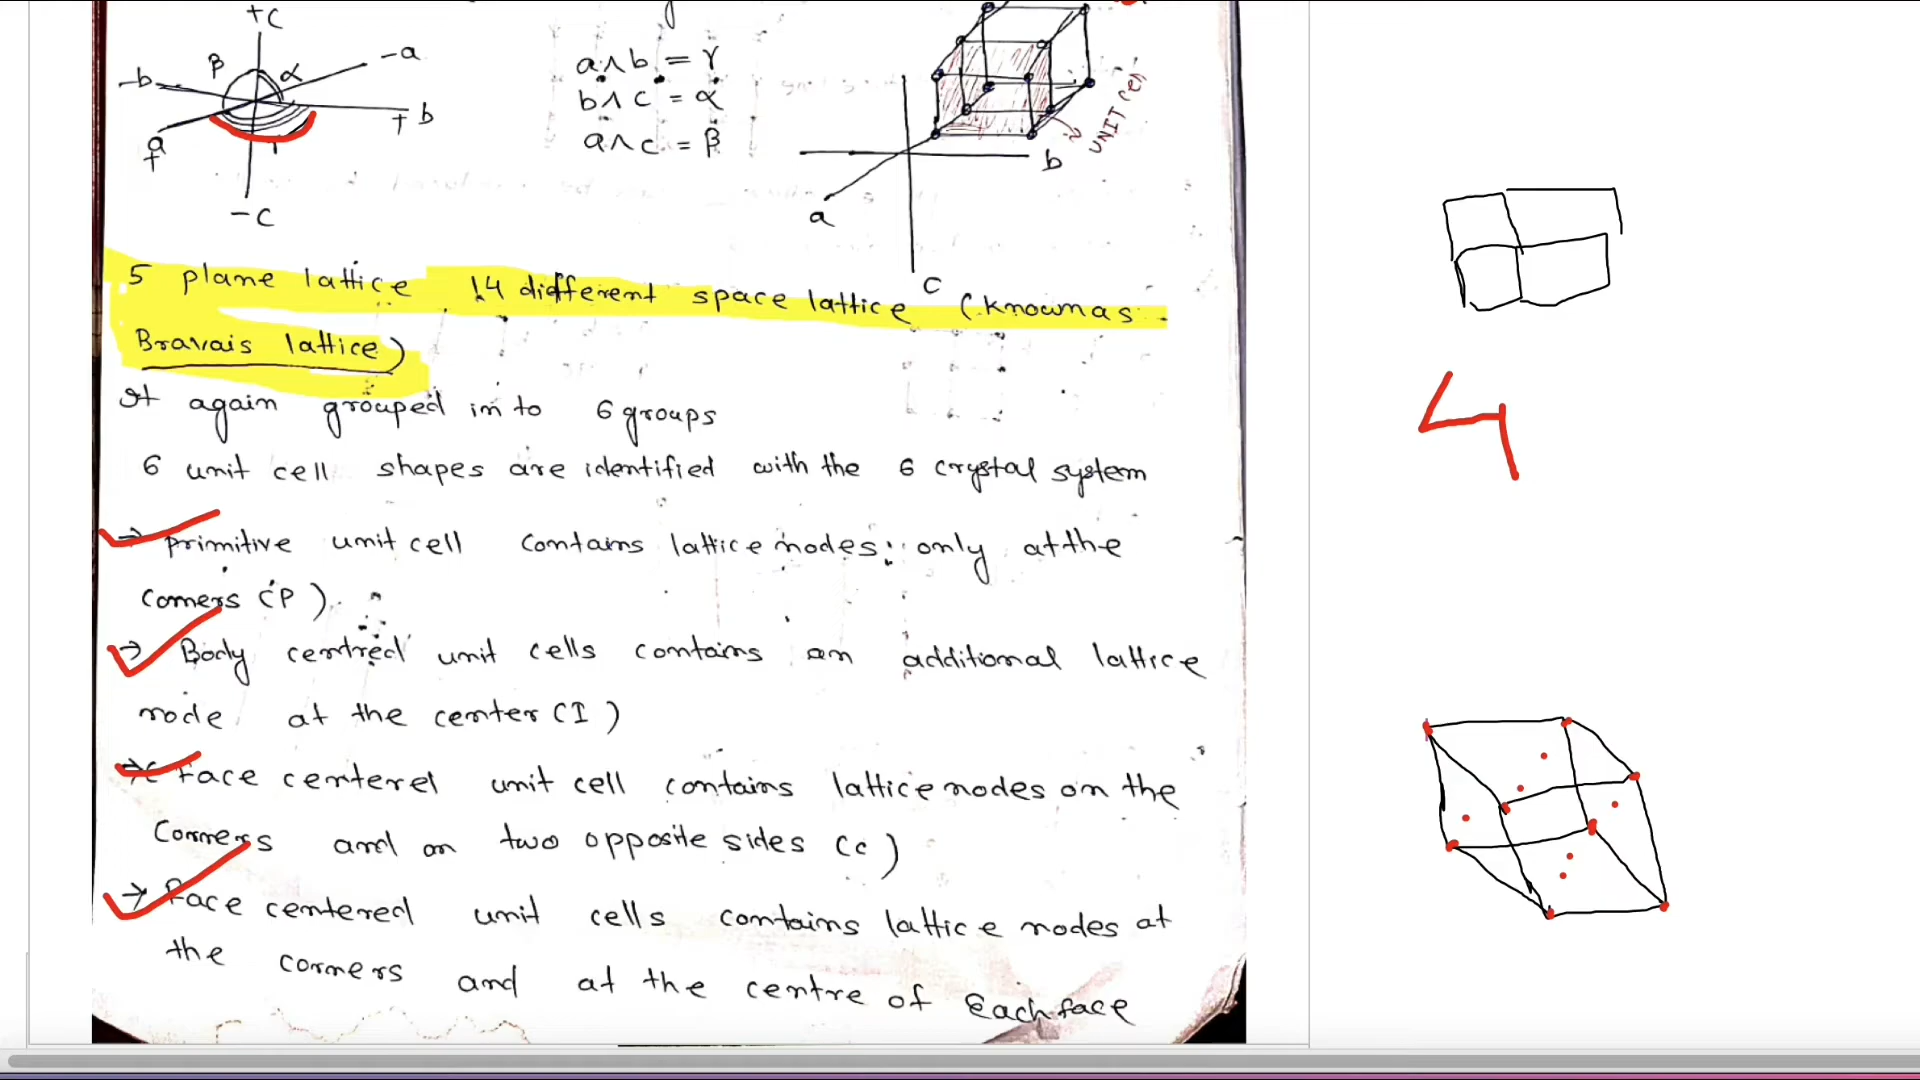 +c
-a
β
α
-b
+ b
a
+
-c
a∧b = γ
b∧c = α
a∧c = β
UNIT cell
b
a
c
5 plane lattice 14 different space lattice (known as
Bravais lattice)
It again grouped in to 6 groups
6 unit cell shapes are identified with the 6 crystal system
→ primitive unit cell contains lattice nodes only at the
corners (P)
→ Body centred unit cells contains an additional lattice
node at the center (I)
→ Face centerel unit cell contains lattice nodes on the
corners and on two opposite sides (c)
→ Face centered unit cells contains lattice nodes at
the corners and at the centre of Each face
4